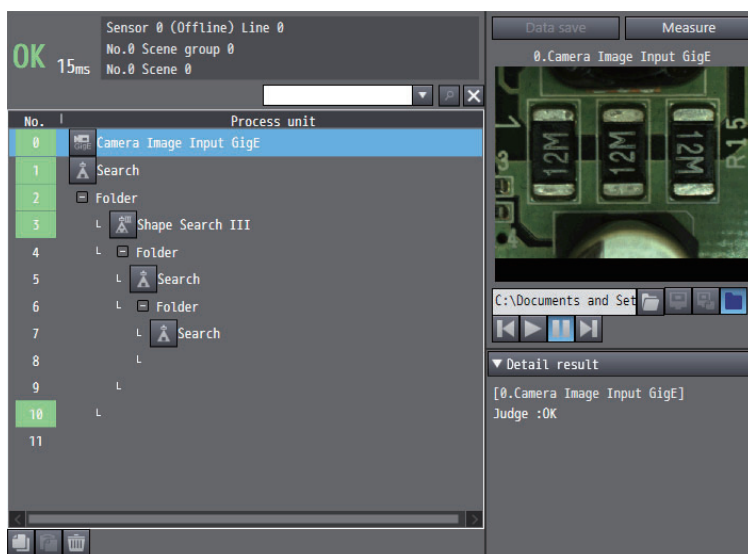 OK
15ms
Sensor 0 (Offline) Line 0
No.0 Scene group 0
No.0 Scene 0
No. Process unit
0 GigE Camera Image Input GigE
1 Search
2 Folder
3 Shape Search III
4 Folder
5 Search
6 Folder
7 Search
8
9
10
11
Data save Measure
0.Camera Image Input GigE
12M 12M 12M R15
3
4
C:\Documents and Set
Detail result
[0.Camera Image Input GigE]
Judge :OK